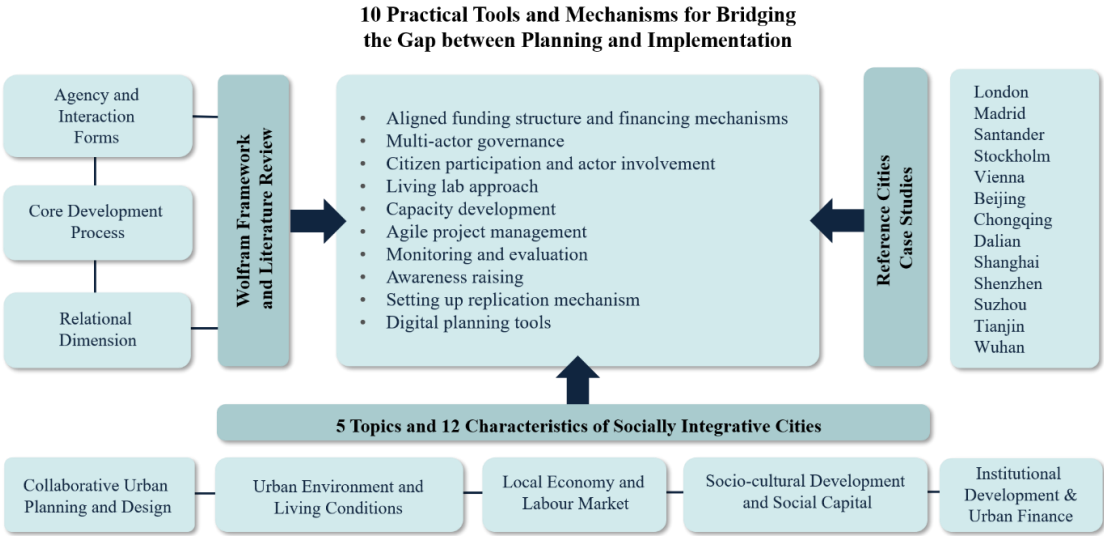 10 Practical Tools and Mechanisms for Bridging
the Gap between Planning and Implementation
Agency and
Interaction
Forms
Core Development
Process
Relational
Dimension
Wolfram Framework
and Literature Review
• Aligned funding structure and financing mechanisms
• Multi-actor governance
• Citizen participation and actor involvement
• Living lab approach
• Capacity development
• Agile project management
• Monitoring and evaluation
• Awareness raising
• Setting up replication mechanism
• Digital planning tools
Reference Cities
Case Studies
London
Madrid
Santander
Stockholm
Vienna
Beijing
Chongqing
Dalian
Shanghai
Shenzhen
Suzhou
Tianjin
Wuhan
5 Topics and 12 Characteristics of Socially Integrative Cities
Collaborative Urban
Planning and Design
Urban Environment and
Living Conditions
Local Economy and
Labour Market
Socio-cultural Development
and Social Capital
Institutional
Development &
Urban Finance